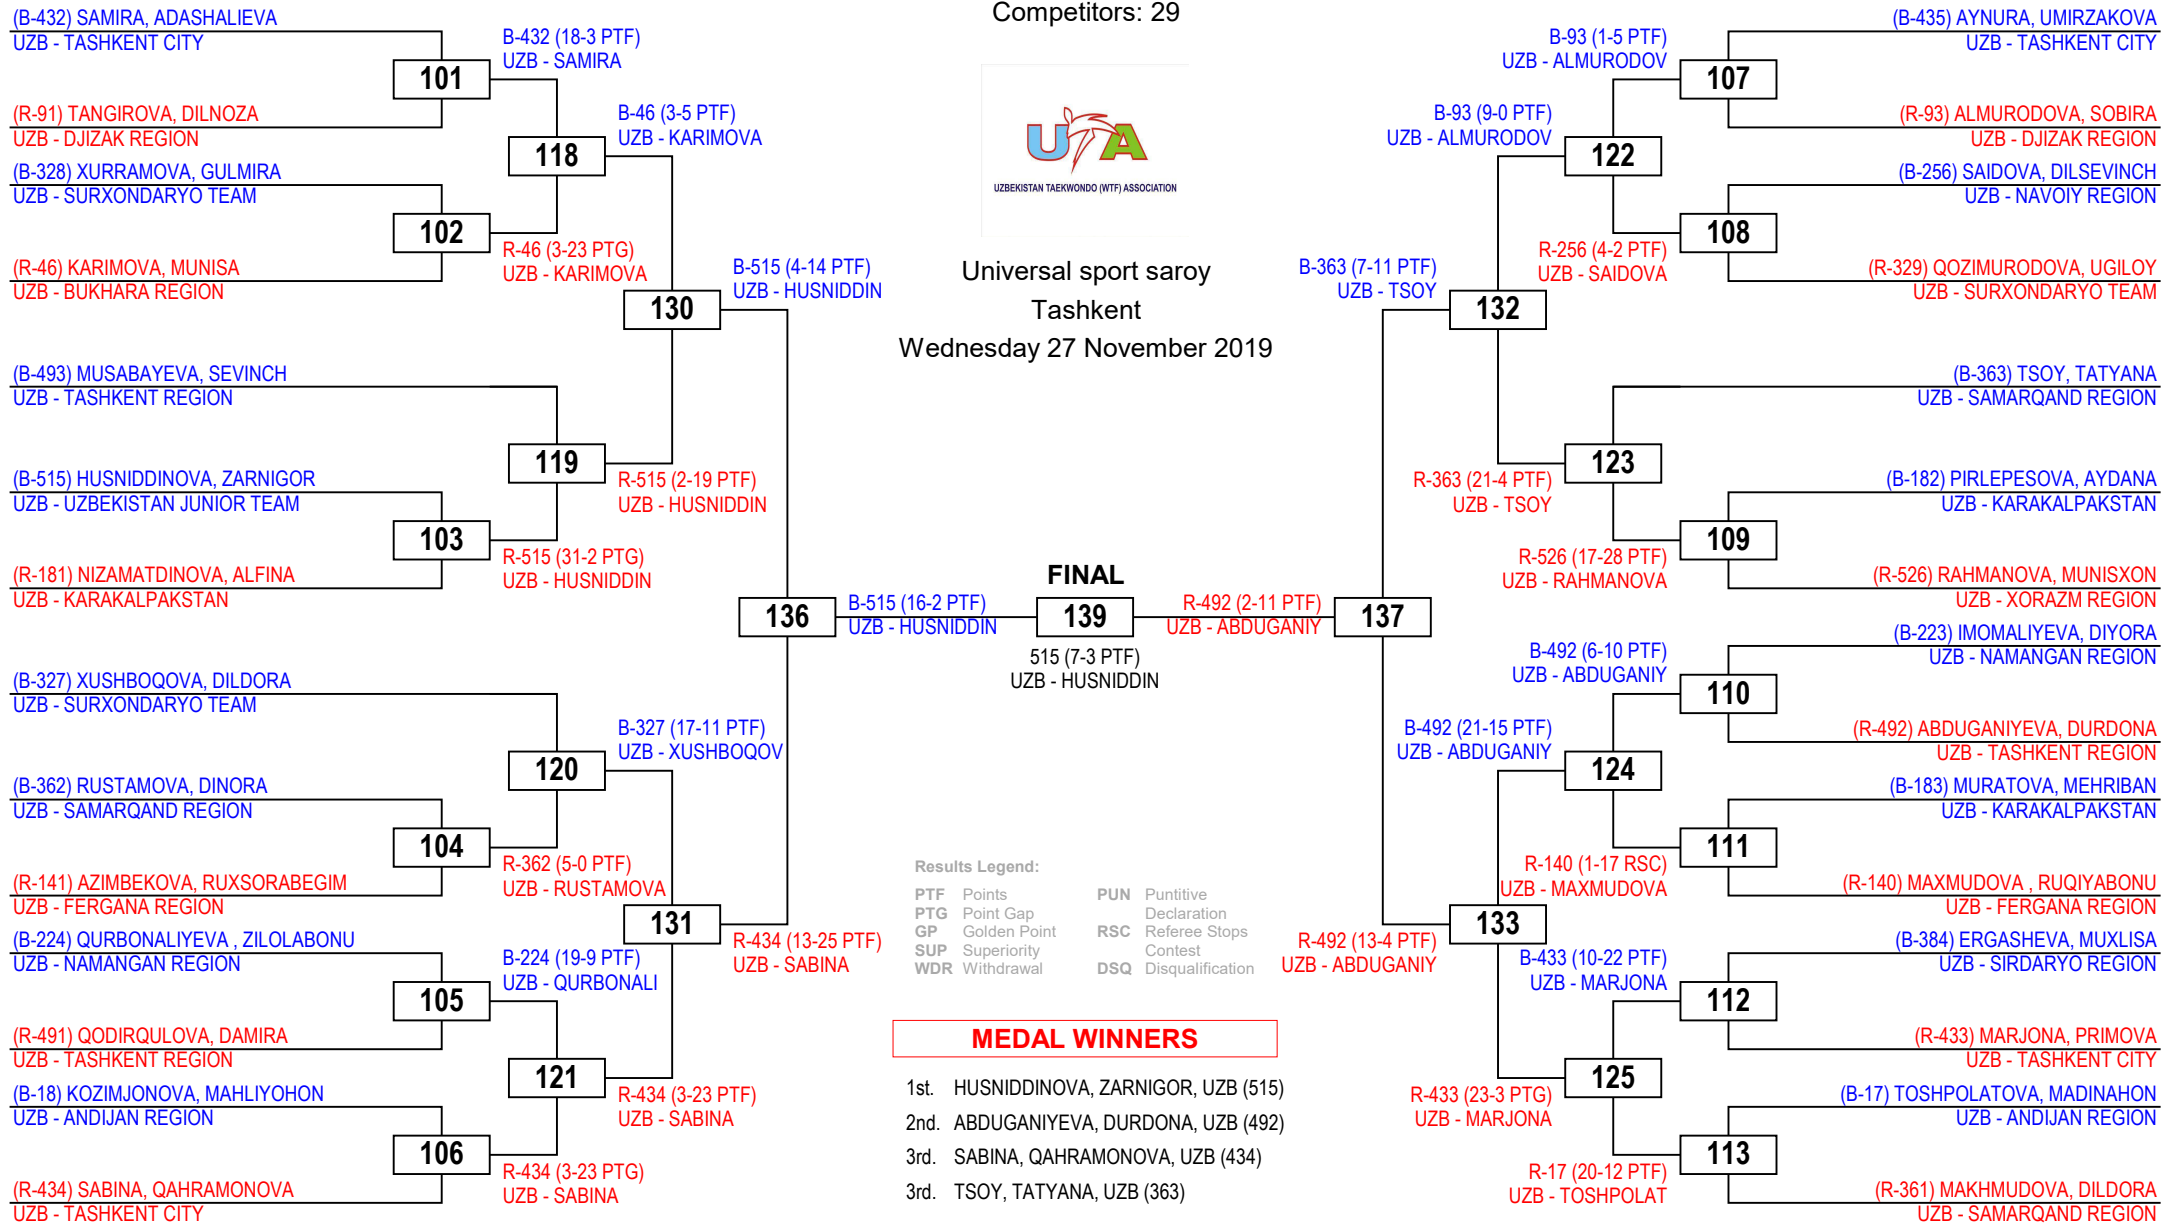 Competitors: 29
UTA
UZBEKISTAN TAEKWONDO (WTF) ASSOCIATION
Universal sport saroy
Tashkent
Wednesday 27 November 2019
(B-432) SAMIRA, ADASHALIEVA
UZB - TASHKENT CITY
101
(R-91) TANGIROVA, DILNOZA
UZB - DJIZAK REGION
(B-328) XURRAMOVA, GULMIRA
UZB - SURXONDARYO TEAM
102
(R-46) KARIMOVA, MUNISA
UZB - BUKHARA REGION
(B-493) MUSABAYEVA, SEVINCH
UZB - TASHKENT REGION
(B-515) HUSNIDDINOVA, ZARNIGOR
UZB - UZBEKISTAN JUNIOR TEAM
103
(R-181) NIZAMATDINOVA, ALFINA
UZB - KARAKALPAKSTAN
(B-327) XUSHBOQOVA, DILDORA
UZB - SURXONDARYO TEAM
(B-362) RUSTAMOVA, DINORA
UZB - SAMARQAND REGION
104
(R-141) AZIMBEKOVA, RUXSORABEGIM
UZB - FERGANA REGION
(B-224) QURBONALIYEVA , ZILOLABONU
UZB - NAMANGAN REGION
105
(R-491) QODIRQULOVA, DAMIRA
UZB - TASHKENT REGION
(B-18) KOZIMJONOVA, MAHLIYOHON
UZB - ANDIJAN REGION
106
(R-434) SABINA, QAHRAMONOVA
UZB - TASHKENT CITY
B-432 (18-3 PTF)
UZB - SAMIRA
118
R-46 (3-23 PTG)
UZB - KARIMOVA
119
R-515 (31-2 PTG)
UZB - HUSNIDDIN
120
R-362 (5-0 PTF)
UZB - RUSTAMOVA
B-224 (19-9 PTF)
UZB - QURBONALI
121
R-434 (3-23 PTG)
UZB - SABINA
B-46 (3-5 PTF)
UZB - KARIMOVA
130
R-515 (2-19 PTF)
UZB - HUSNIDDIN
B-327 (17-11 PTF)
UZB - XUSHBOQOV
131
R-434 (3-23 PTF)
UZB - SABINA
B-515 (4-14 PTF)
UZB - HUSNIDDIN
136
R-434 (13-25 PTF)
UZB - SABINA
B-515 (16-2 PTF)
UZB - HUSNIDDIN
FINAL
139
515 (7-3 PTF)
UZB - HUSNIDDIN
R-492 (2-11 PTF)
UZB - ABDUGANIY
B-363 (7-11 PTF)
UZB - TSOY
137
R-492 (13-4 PTF)
UZB - ABDUGANIY
B-93 (9-0 PTF)
UZB - ALMURODOV
132
R-363 (21-4 PTF)
UZB - TSOY
B-492 (21-15 PTF)
UZB - ABDUGANIY
133
R-433 (23-3 PTG)
UZB - MARJONA
B-93 (1-5 PTF)
UZB - ALMURODOV
122
R-256 (4-2 PTF)
UZB - SAIDOVA
123
R-526 (17-28 PTF)
UZB - RAHMANOVA
B-492 (6-10 PTF)
UZB - ABDUGANIY
124
R-140 (1-17 RSC)
UZB - MAXMUDOVA
B-433 (10-22 PTF)
UZB - MARJONA
125
R-17 (20-12 PTF)
UZB - TOSHPOLAT
(B-435) AYNURA, UMIRZAKOVA
UZB - TASHKENT CITY
107
(R-93) ALMURODOVA, SOBIRA
UZB - DJIZAK REGION
(B-256) SAIDOVA, DILSEVINCH
UZB - NAVOIY REGION
108
(R-329) QOZIMURODOVA, UGILOY
UZB - SURXONDARYO TEAM
(B-363) TSOY, TATYANA
UZB - SAMARQAND REGION
(B-182) PIRLEPESOVA, AYDANA
UZB - KARAKALPAKSTAN
109
(R-526) RAHMANOVA, MUNISXON
UZB - XORAZM REGION
(B-223) IMOMALIYEVA, DIYORA
UZB - NAMANGAN REGION
110
(R-492) ABDUGANIYEVA, DURDONA
UZB - TASHKENT REGION
(B-183) MURATOVA, MEHRIBAN
UZB - KARAKALPAKSTAN
111
(R-140) MAXMUDOVA , RUQIYABONU
UZB - FERGANA REGION
(B-384) ERGASHEVA, MUXLISA
UZB - SIRDARYO REGION
112
(R-433) MARJONA, PRIMOVA
UZB - TASHKENT CITY
(B-17) TOSHPOLATOVA, MADINAHON
UZB - ANDIJAN REGION
113
(R-361) MAKHMUDOVA, DILDORA
UZB - SAMARQAND REGION
Results Legend:
PTF Points
PTG Point Gap
GP Golden Point
SUP Superiority
WDR Withdrawal
PUN Puntitive
Declaration
RSC Referee Stops
Contest
DSQ Disqualification
MEDAL WINNERS
1st. HUSNIDDINOVA, ZARNIGOR, UZB (515)
2nd. ABDUGANIYEVA, DURDONA, UZB (492)
3rd. SABINA, QAHRAMONOVA, UZB (434)
3rd. TSOY, TATYANA, UZB (363)